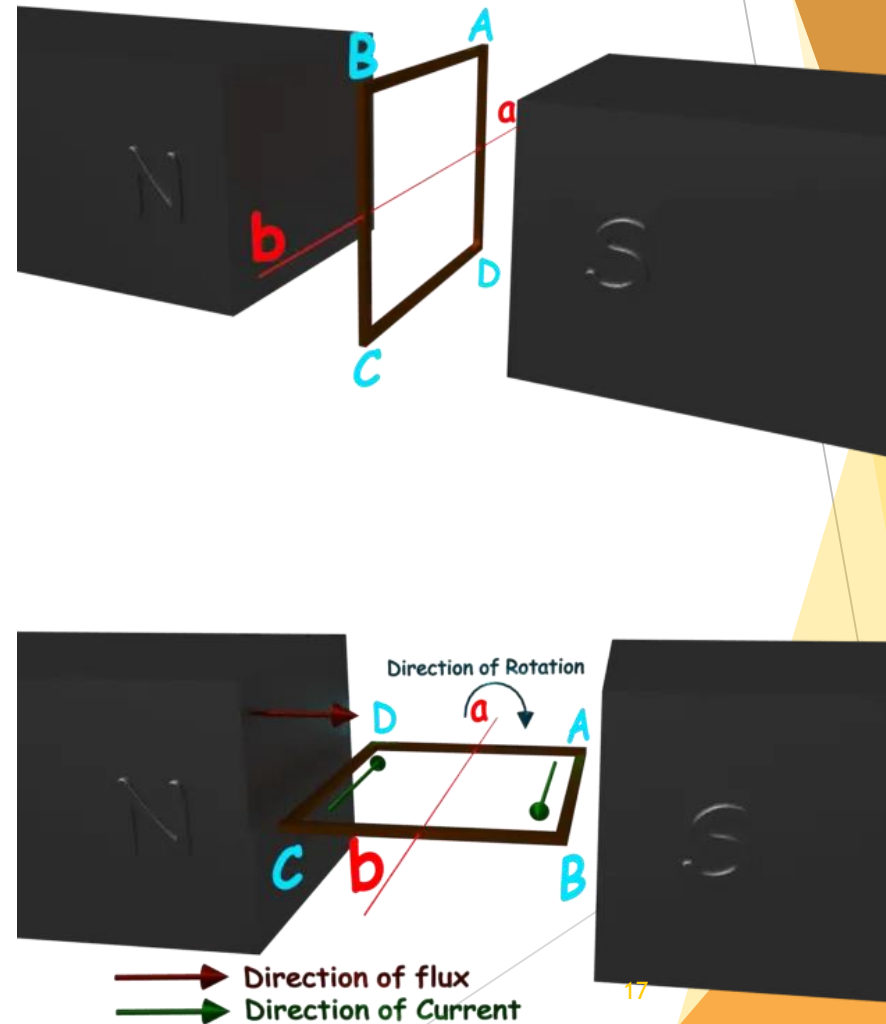 A
B
a
N
b
S
D
C
Direction of Rotation
a
D
A
N
S
C
b
B
Direction of flux
17
Direction of Current